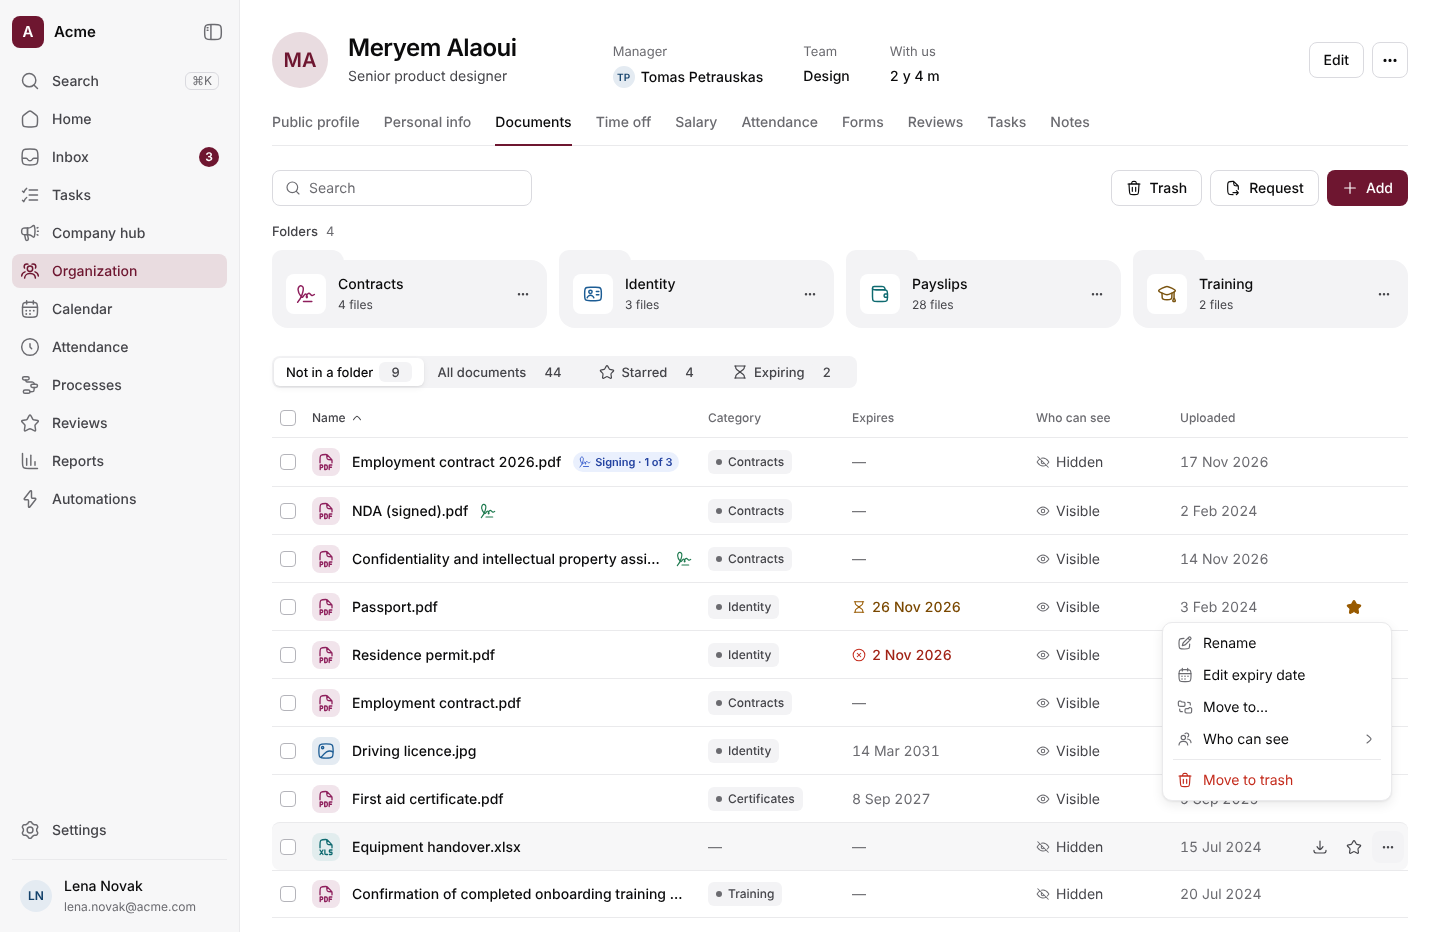 A Acme
Search ⌘K
Home
Inbox 3
Tasks
Company hub
Organization
Calendar
Attendance
Processes
Reviews
Reports
Automations
Settings
LN Lena Novak
lena.novak@acme.com
MA Meryem Alaoui
Senior product designer
Manager
TP Tomas Petrauskas
Team
Design
With us
2 y 4 m
Edit
Public profile Personal info Documents Time off Salary Attendance Forms Reviews Tasks Notes
Search
Trash Request Add
Folders 4
Contracts
4 files
Identity
3 files
Payslips
28 files
Training
2 files
Not in a folder 9 All documents 44 Starred 4 Expiring 2
Name Category Expires Who can see Uploaded
PDF Employment contract 2026.pdf Signing · 1 of 3 Contracts — Hidden 17 Nov 2026
PDF NDA (signed).pdf Contracts — Visible 2 Feb 2024
PDF Confidentiality and intellectual property assi... Contracts — Visible 14 Nov 2026
PDF Passport.pdf Identity 26 Nov 2026 Visible 3 Feb 2024
PDF Residence permit.pdf Identity 2 Nov 2026 Visible
PDF Employment contract.pdf Contracts — Visible
Driving licence.jpg Identity 14 Mar 2031 Visible
PDF First aid certificate.pdf Certificates 8 Sep 2027 Visible
XLS Equipment handover.xlsx — — Hidden 15 Jul 2024
PDF Confirmation of completed onboarding training ... Training — Hidden 20 Jul 2024
Rename
Edit expiry date
Move to...
Who can see
Move to trash